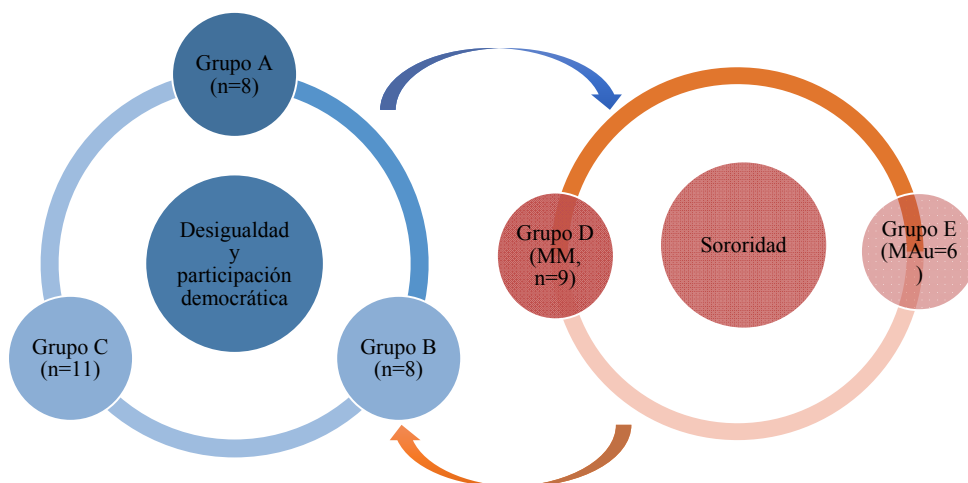 Grupo A
(n=8)
Desigualdad
y
participación
democrática
Grupo C
(n=11)
Grupo B
(n=8)
Grupo D
(MM,
n=9)
Sororidad
Grupo E
(MAu=6
)